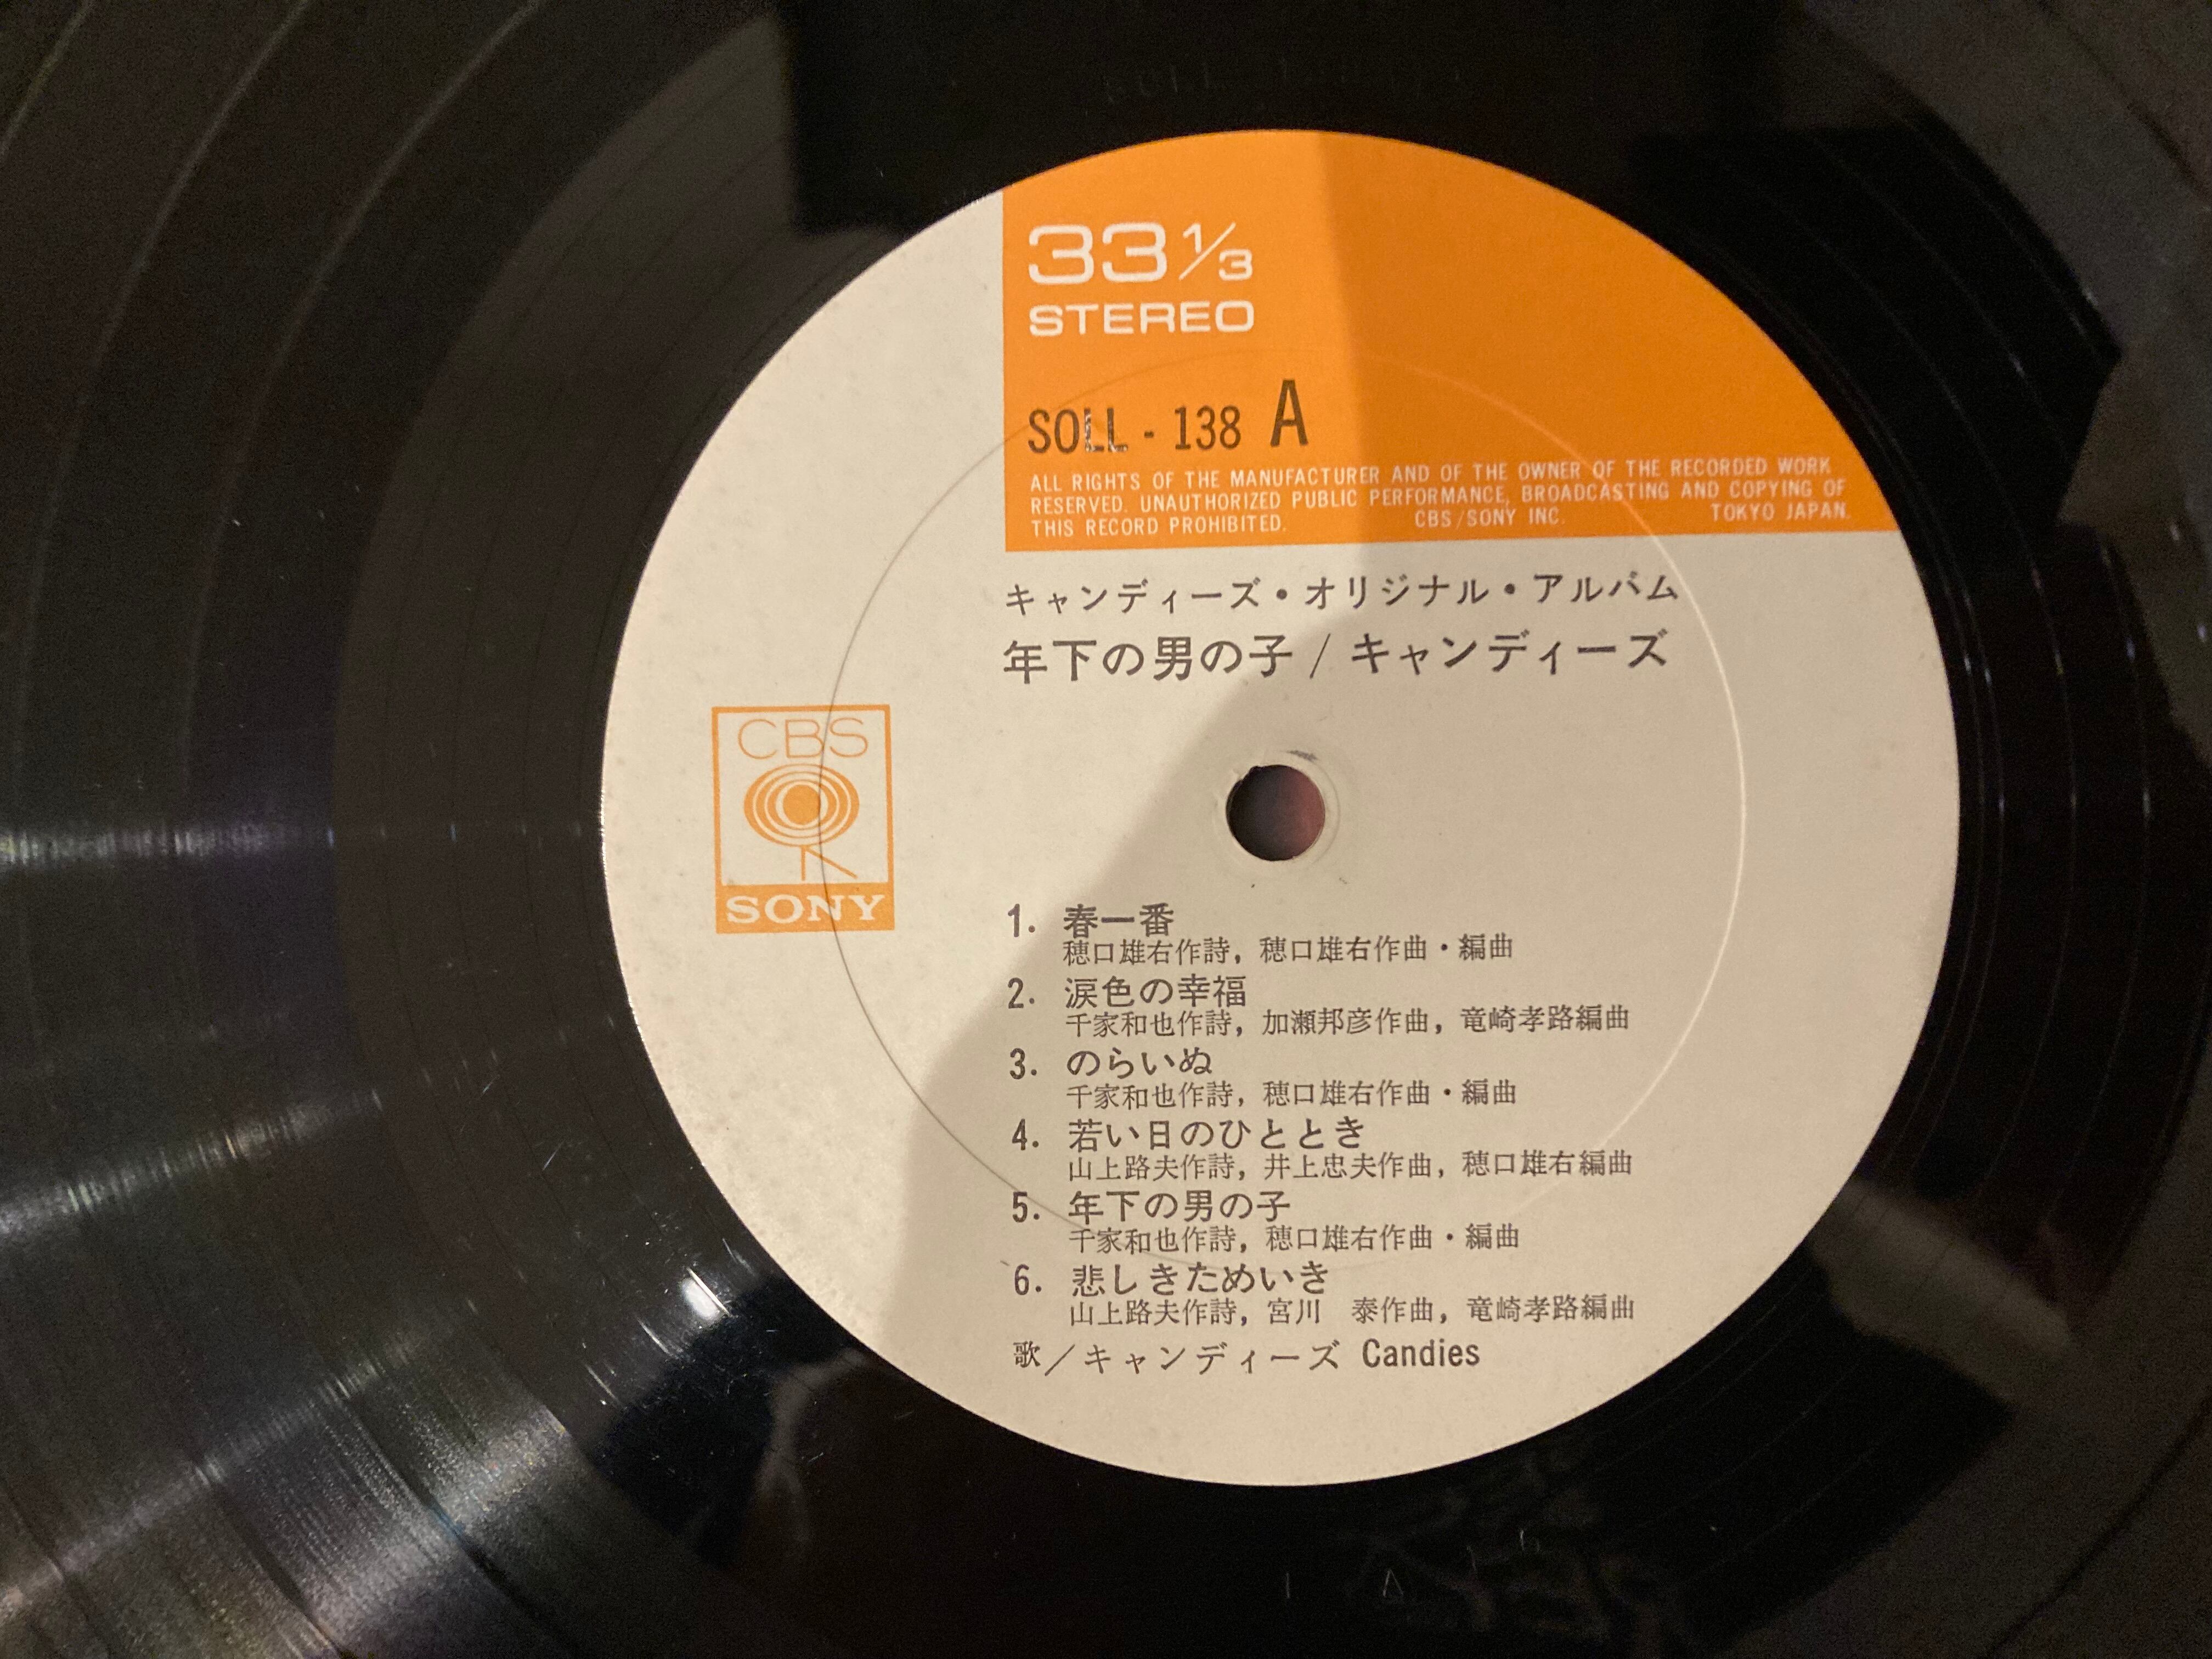 33 1/3
STEREO
SOLL - 138 A
ALL RIGHTS OF THE MANUFACTURER AND OF THE OWNER OF THE RECORDED WORK
RESERVED. UNAUTHORIZED PUBLIC PERFORMANCE, BROADCASTING AND COPYING OF
THIS RECORD PROHIBITED. CBS/SONY INC. TOKYO JAPAN.
キャンディーズ・オリジナル・アルバム
年下の男の子/キャンディーズ
CBS
SONY
1. 春一番
穂口雄右作詩, 穂口雄右作曲・編曲
2. 涙色の幸福
千家和也作詩, 加瀬邦彦作曲, 竜崎孝路編曲
3. のらいぬ
千家和也作詩, 穂口雄右作曲・編曲
4. 若い日のひととき
山上路夫作詩, 井上忠夫作曲, 穂口雄右編曲
5. 年下の男の子
千家和也作詩, 穂口雄右作曲・編曲
6. 悲しきためいき
山上路夫作詩, 宮川 泰作曲, 竜崎孝路編曲
歌/キャンディーズ Candies